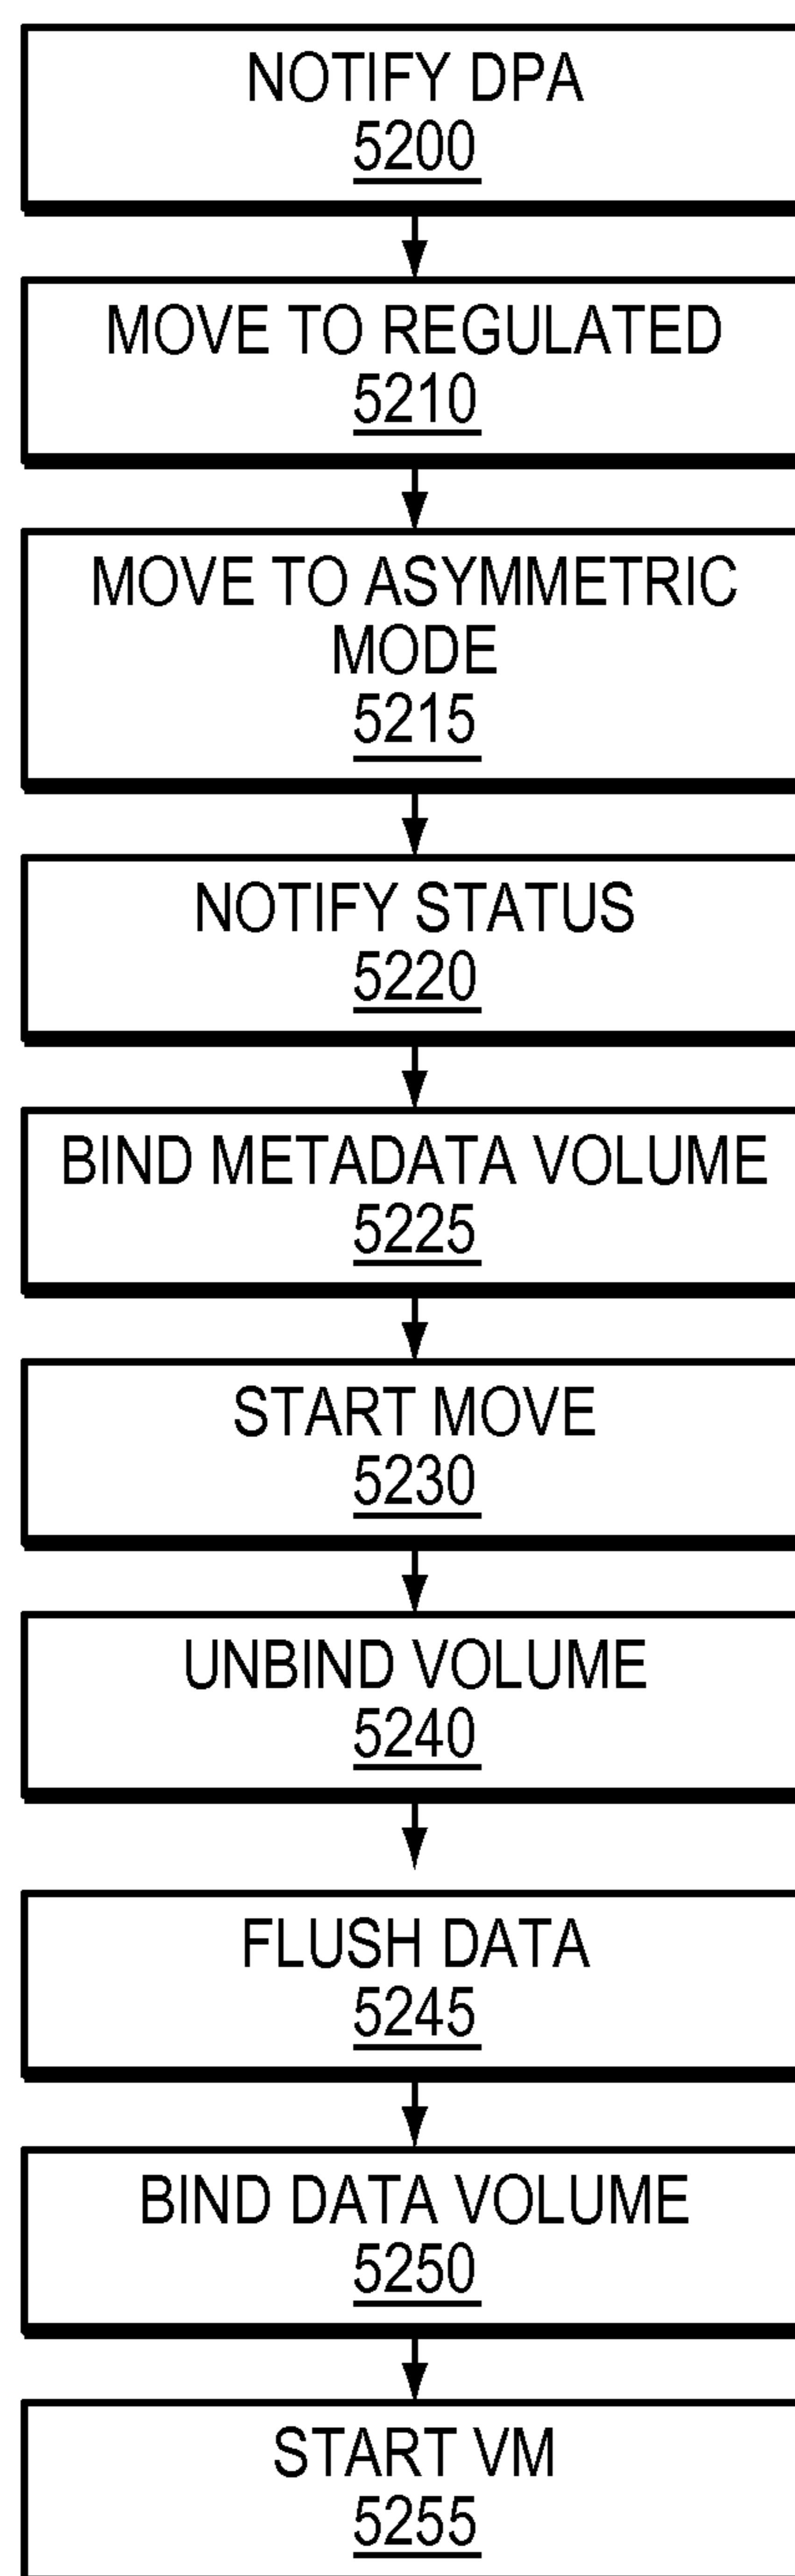 NOTIFY DPA
5200
MOVE TO REGULATED
5210
MOVE TO ASYMMETRIC
MODE
5215
NOTIFY STATUS
5220
BIND METADATA VOLUME
5225
START MOVE
5230
UNBIND VOLUME
5240
FLUSH DATA
5245
BIND DATA VOLUME
5250
START VM
5255